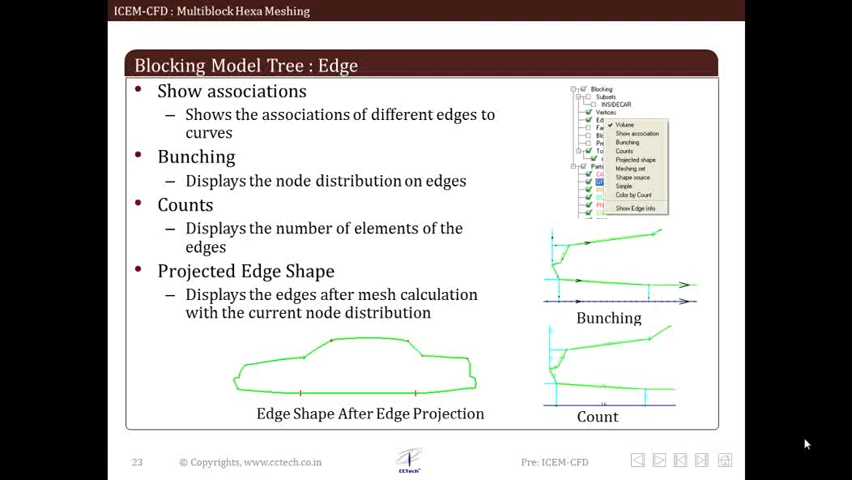 ICEM-CFD : Multiblock Hexa Meshing
Blocking Model Tree : Edge
• Show associations
– Shows the associations of different edges to
curves
• Bunching
– Displays the node distribution on edges
• Counts
– Displays the number of elements of the
edges
• Projected Edge Shape
– Displays the edges after mesh calculation
with the current node distribution
Edge Shape After Edge Projection
Blocking
Subsets
INSIDECAR
Vertices
Volume
Show association
Bunching
Counts
Projected shape
Meshing set
Shape source
Simple
Color by Count
Show Edge info
Bunching
Count
23
© Copyrights, www.cctech.co.in
CCTech
Pre: ICEM-CFD